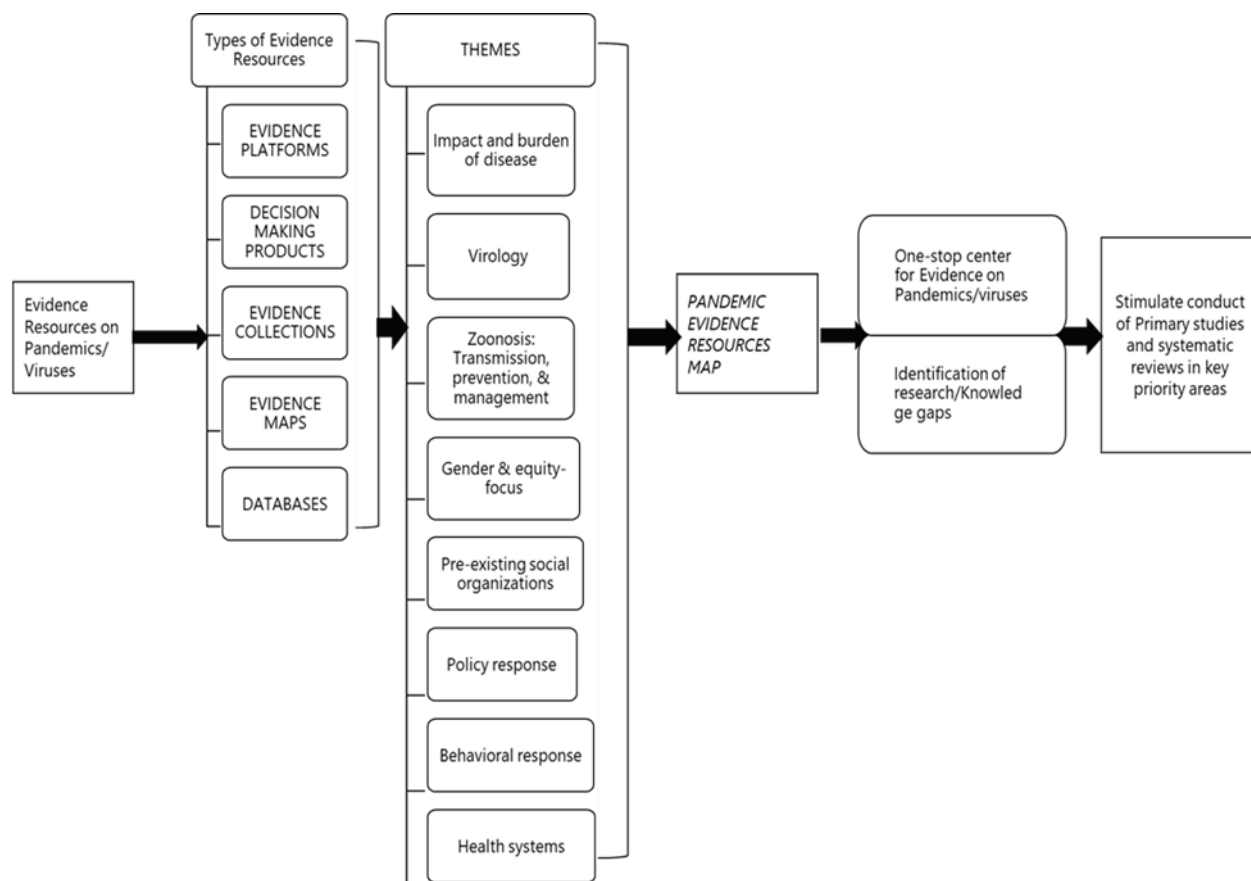 Evidence
Resources on
Pandemics/
Viruses
Types of Evidence
Resources
EVIDENCE
PLATFORMS
DECISION
MAKING
PRODUCTS
EVIDENCE
COLLECTIONS
EVIDENCE
MAPS
DATABASES
THEMES
Impact and burden
of disease
Virology
Zoonosis:
Transmission,
prevention, &
management
Gender & equity-
focus
Pre-existing social
organizations
Policy response
Behavioral response
Health systems
PANDEMIC
EVIDENCE
RESOURCES
MAP
One-stop center
for Evidence on
Pandemics/viruses
Identification of
research/Knowled
ge gaps
Stimulate conduct
of Primary studies
and systematic
reviews in key
priority areas